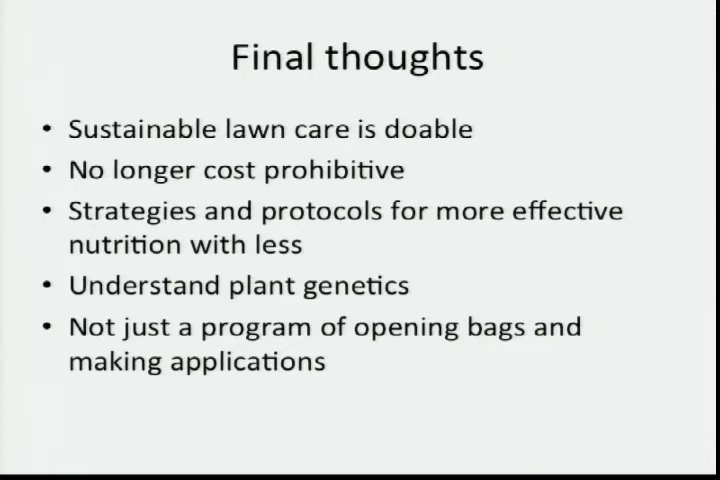 Final thoughts
• Sustainable lawn care is doable
• No longer cost prohibitive
• Strategies and protocols for more effective
nutrition with less
• Understand plant genetics
• Not just a program of opening bags and
making applications